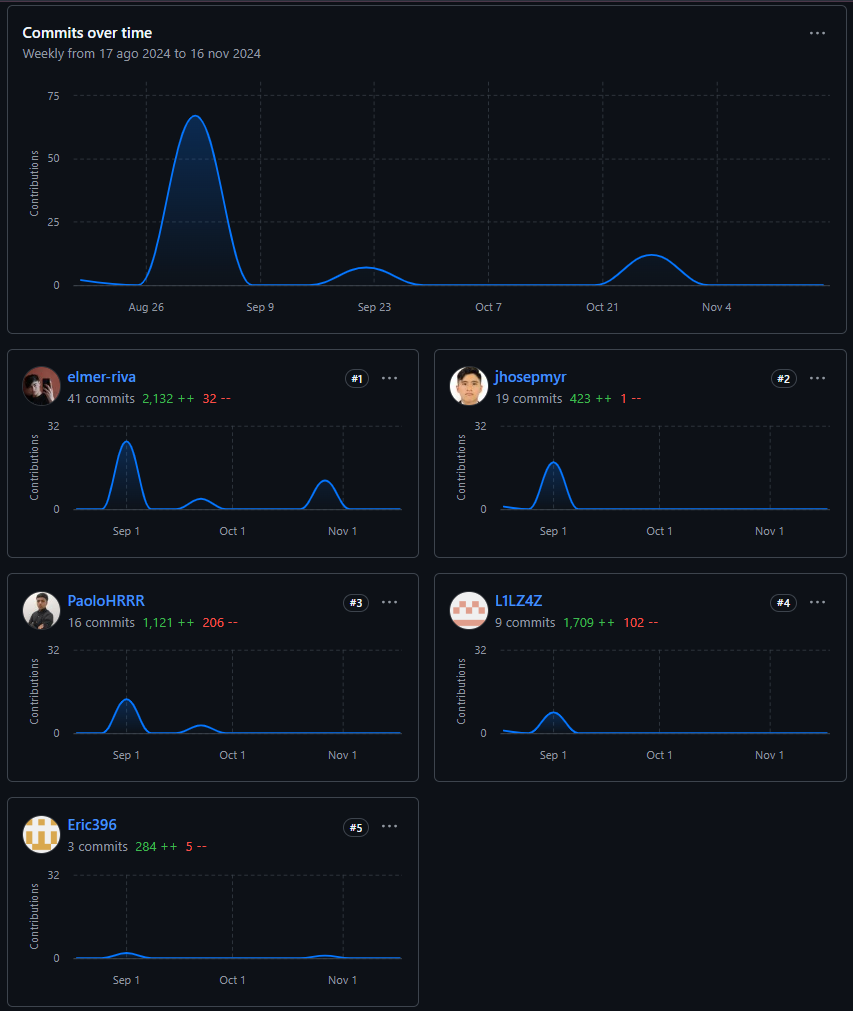 Commits over time
Weekly from 17 ago 2024 to 16 nov 2024
Contributions
75
50
25
0
Aug 26 Sep 9 Sep 23 Oct 7 Oct 21 Nov 4
elmer-riva #1
41 commits 2,132 ++ 32 --
Contributions
32
0
Sep 1 Oct 1 Nov 1
jhosepmyr #2
19 commits 423 ++ 1 --
Contributions
32
0
Sep 1 Oct 1 Nov 1
PaoloHRRR #3
16 commits 1,121 ++ 206 --
Contributions
32
0
Sep 1 Oct 1 Nov 1
L1LZ4Z #4
9 commits 1,709 ++ 102 --
Contributions
32
0
Sep 1 Oct 1 Nov 1
Eric396 #5
3 commits 284 ++ 5 --
Contributions
32
0
Sep 1 Oct 1 Nov 1